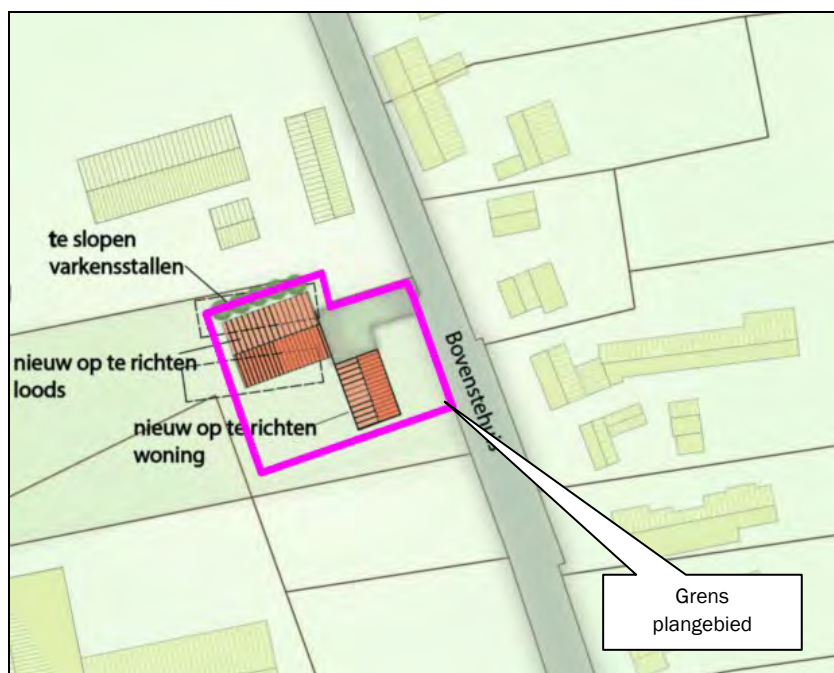 te slopen
varkensstallen
nieuw op te richten
loods
Bovenstehuis
nieuw op te richten
woning
Grens
plangebied